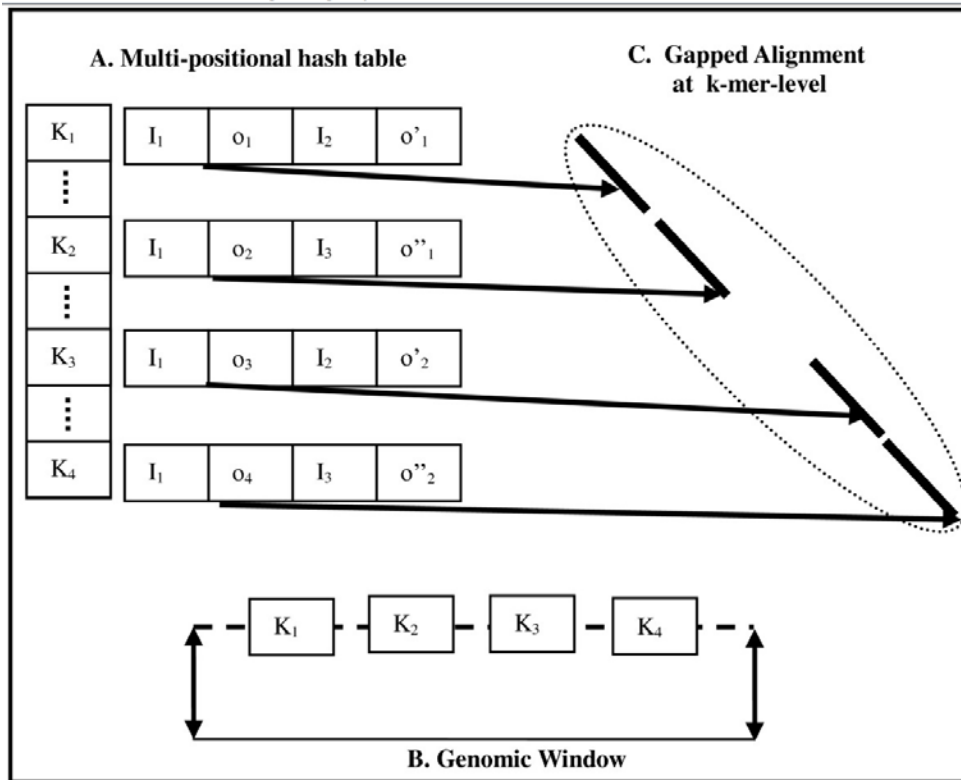 A. Multi-positional hash table
C. Gapped Alignment
at k-mer-level
K₁ I₁ o₁ I₂ o’₁
K₂ I₁ o₂ I₃ o”₁
K₃ I₁ o₃ I₂ o’₂
K₄ I₁ o₄ I₃ o”₂
K₁ K₂ K₃ K₄
B. Genomic Window